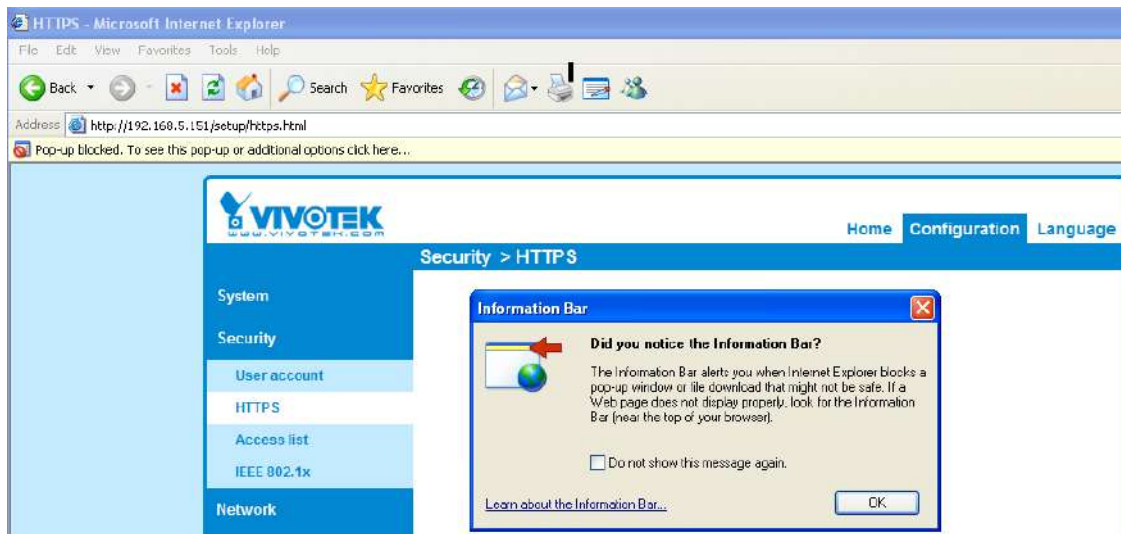 HTTPS - Microsoft Internet Explorer
File Edit View Favorites Tools Help
Back Search Favorites
Address http://192.168.5.151/setup/https.html
Pop-up blocked. To see this pop-up or additional options click here...
VIVOTEK
www.vivotek.com
Home Configuration Language
Security > HTTPS
System
Security
User account
HTTPS
Access list
IEEE 802.1x
Network
Information Bar
Did you notice the Information Bar?
The Information Bar alerts you when Internet Explorer blocks a
pop-up window or file download that might not be safe. If a
Web page does not display properly, look for the Information
Bar (near the top of your browser).
Do not show this message again.
Learn about the Information Bar...
OK